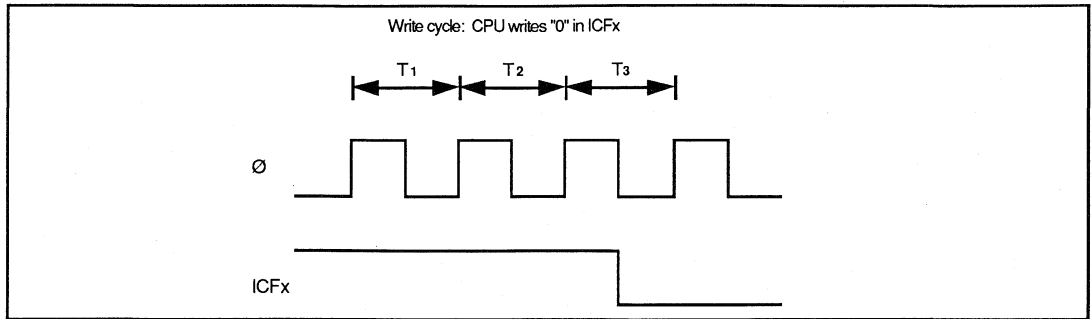 Write cycle: CPU writes "0" in ICFx
T1 T2 T3
Ø
ICFx